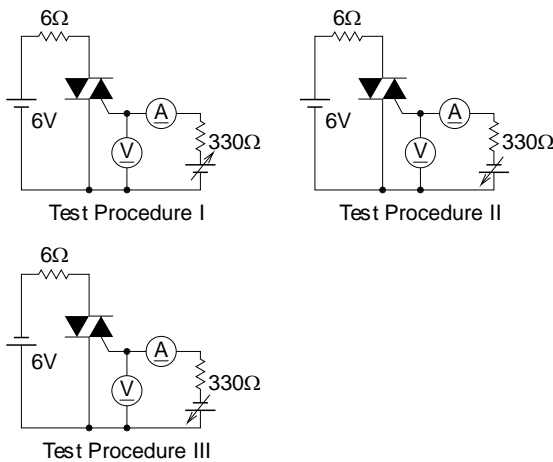 6Ω
6V
A
V
330Ω
Test Procedure I
6Ω
6V
A
V
330Ω
Test Procedure II
6Ω
6V
A
V
330Ω
Test Procedure III